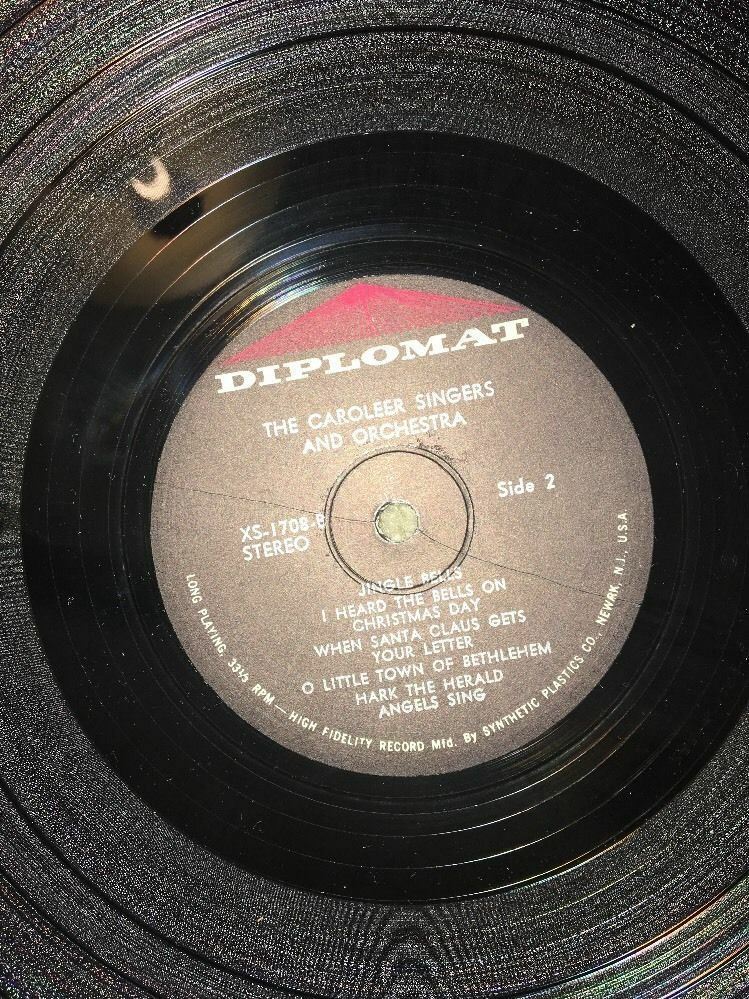 DIPLOMAT
THE CAROLEER SINGERS
AND ORCHESTRA
Side 2
XS-1708-B
STEREO
JINGLE BELLS
I HEARD THE BELLS ON
CHRISTMAS DAY
WHEN SANTA CLAUS GETS
YOUR LETTER
O LITTLE TOWN OF BETHLEHEM
HARK THE HERALD
ANGELS SING
LONG PLAYING, 33⅓ RPM — HIGH FIDELITY RECORD Mfd. By SYNTHETIC PLASTICS CO., NEWARK, N.J., U.S.A.